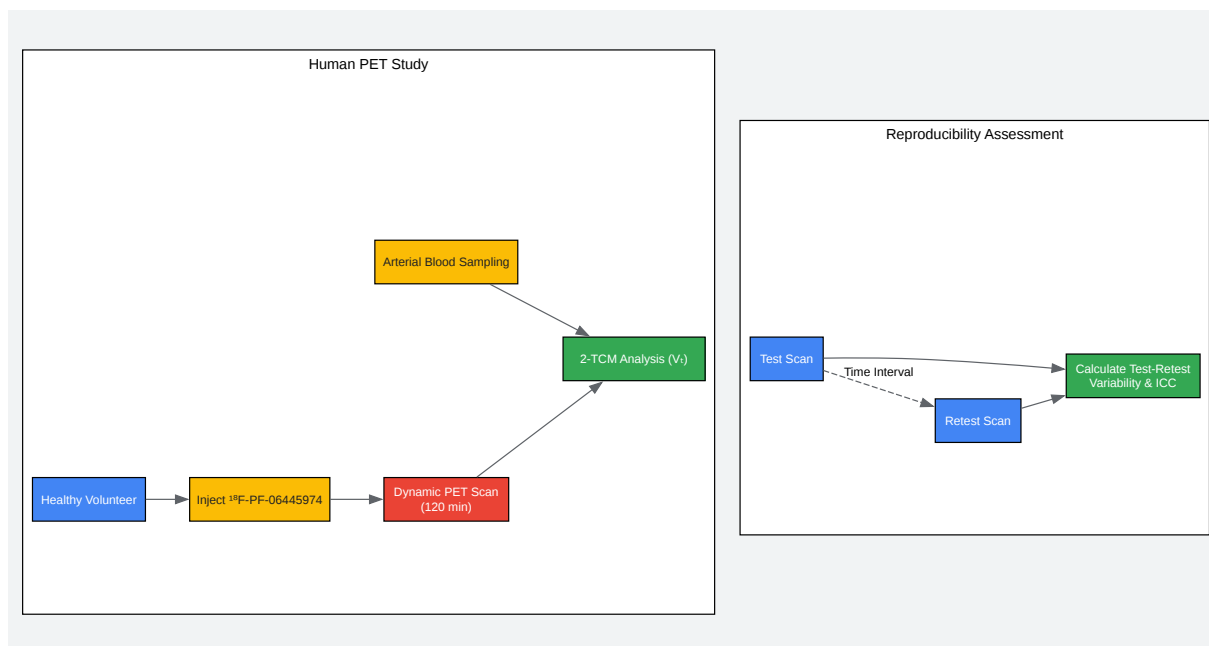 Human PET Study
Arterial Blood Sampling
2-TCM Analysis (Vₜ)
Healthy Volunteer
Inject ¹⁸F-PF-06445974
Dynamic PET Scan
(120 min)
Reproducibility Assessment
Test Scan
Time Interval
Retest Scan
Calculate Test-Retest
Variability & ICC